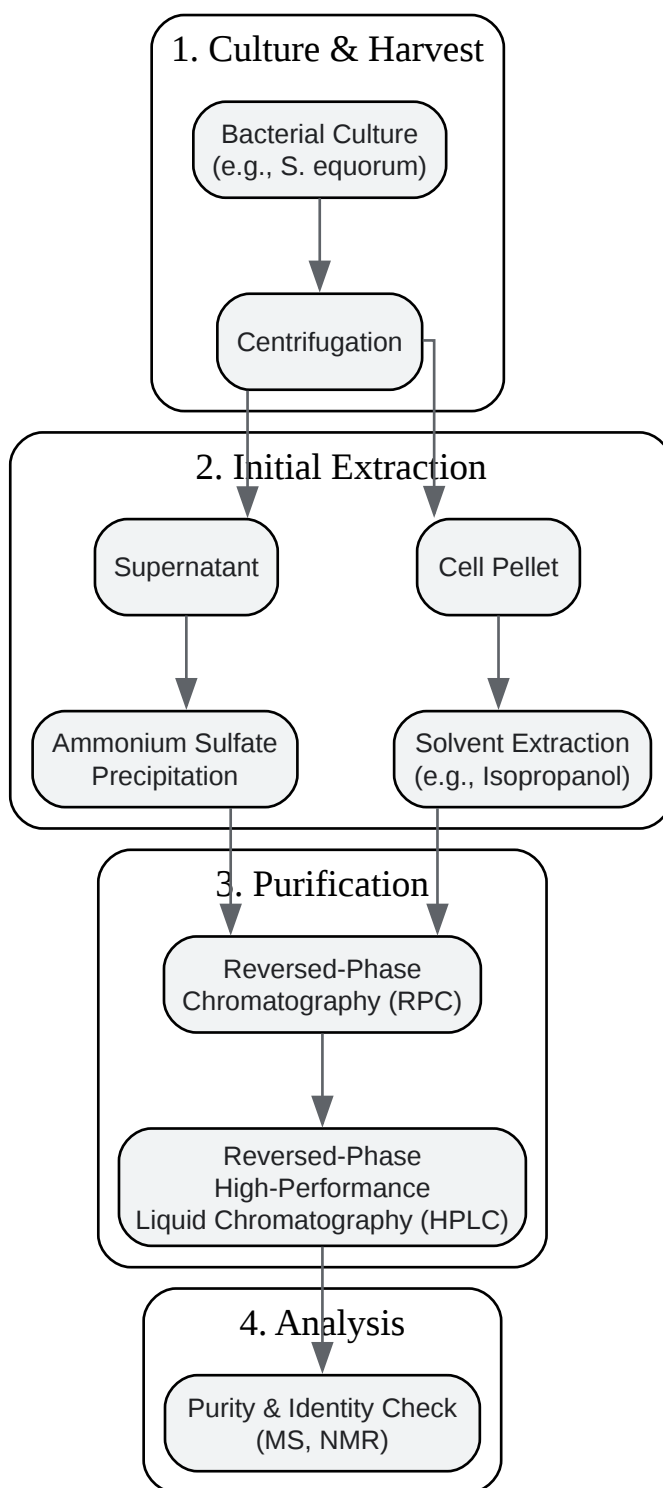 1. Culture & Harvest
Bacterial Culture
(e.g., S. equorum)
Centrifugation
2. Initial Extraction
Supernatant
Cell Pellet
Ammonium Sulfate
Precipitation
Solvent Extraction
(e.g., Isopropanol)
3. Purification
Reversed-Phase
Chromatography (RPC)
Reversed-Phase
High-Performance
Liquid Chromatography (HPLC)
4. Analysis
Purity & Identity Check
(MS, NMR)